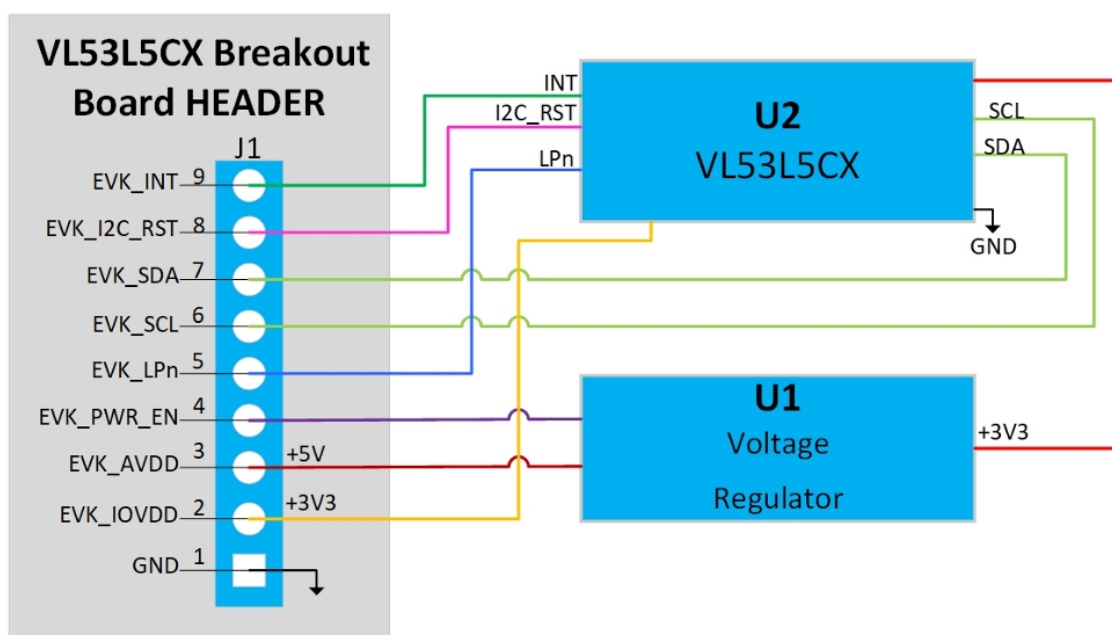 VL53L5CX Breakout
Board HEADER
J1
EVK_INT 9
EVK_I2C_RST 8
EVK_SDA 7
EVK_SCL 6
EVK_LPn 5
EVK_PWR_EN 4
EVK_AVDD 3 +5V
EVK_IOVDD 2 +3V3
GND 1
INT
I2C_RST
LPn
U2
VL53L5CX
SCL
SDA
GND
U1
Voltage
Regulator
+3V3